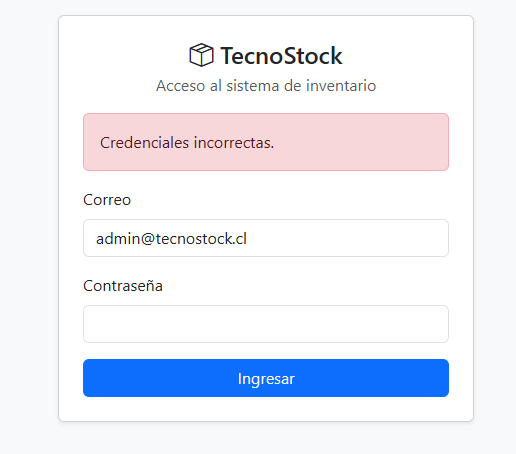 TecnoStock
Acceso al sistema de inventario
Credenciales incorrectas.
Correo
admin@tecnostock.cl
Contraseña
Ingresar